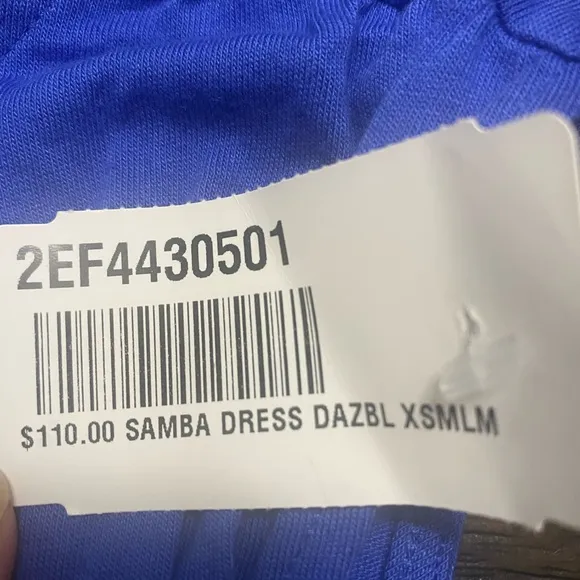 2EF4430501
$110.00 SAMBA DRESS DAZBL XSMLM